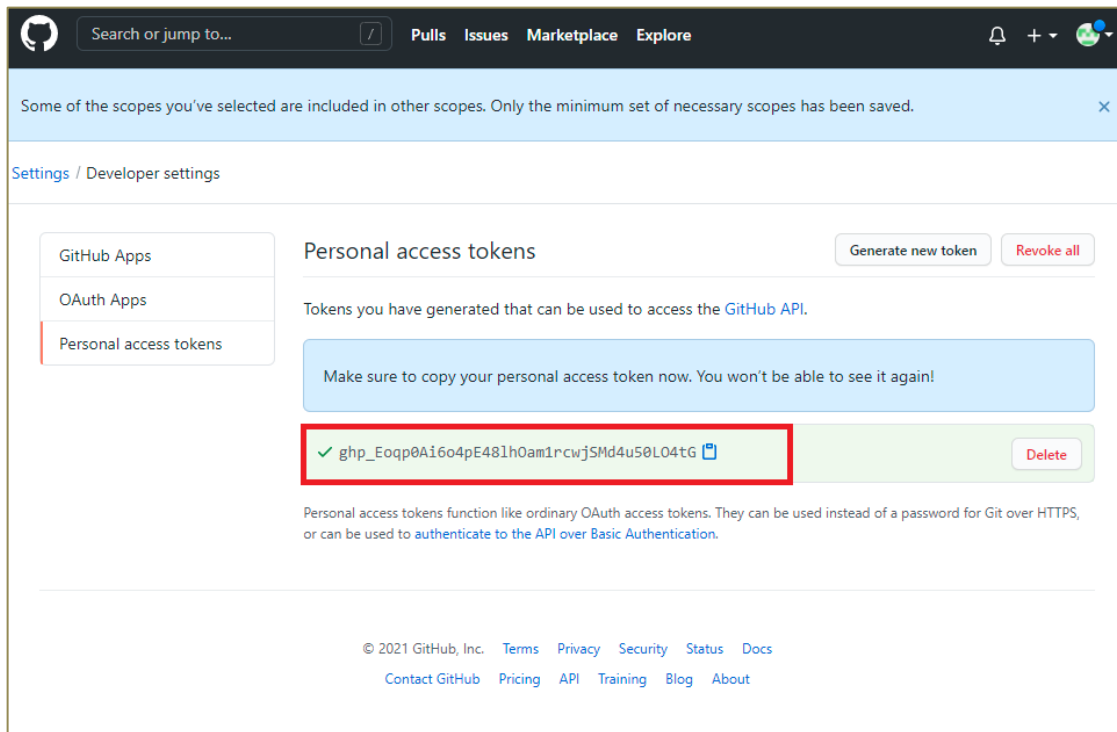 Search or jump to...
/
Pulls Issues Marketplace Explore
Some of the scopes you've selected are included in other scopes. Only the minimum set of necessary scopes has been saved.
Settings / Developer settings
GitHub Apps
OAuth Apps
Personal access tokens
Personal access tokens
Generate new token
Revoke all
Tokens you have generated that can be used to access the GitHub API.
Make sure to copy your personal access token now. You won't be able to see it again!
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
Delete
Personal access tokens function like ordinary OAuth access tokens. They can be used instead of a password for Git over HTTPS,
or can be used to authenticate to the API over Basic Authentication.
© 2021 GitHub, Inc. Terms Privacy Security Status Docs
Contact GitHub Pricing API Training Blog About